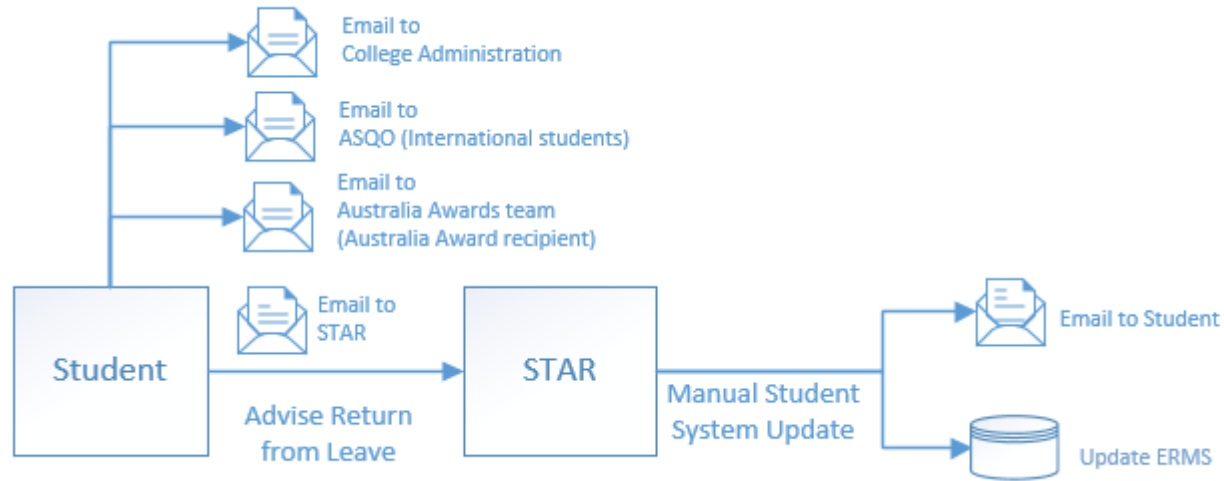 Email to
College Administration
Email to
ASQO (International students)
Email to
Australia Awards team
(Australia Award recipient)
Student
Email to
STAR
Advise Return
from Leave
STAR
Manual Student
System Update
Email to Student
Update ERMS